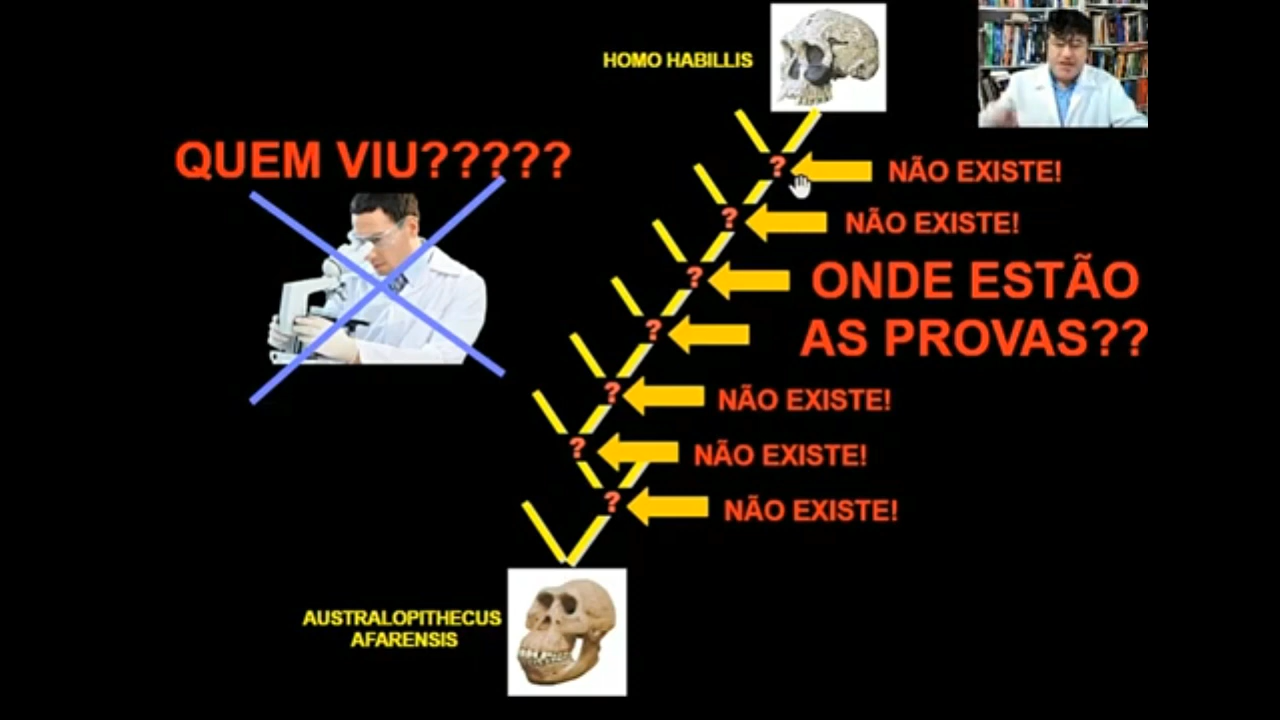 HOMO HABILLIS
QUEM VIU?????
NÃO EXISTE!
NÃO EXISTE!
ONDE ESTÃO
AS PROVAS??
NÃO EXISTE!
NÃO EXISTE!
NÃO EXISTE!
?
?
?
?
?
?
?
AUSTRALOPITHECUS
AFARENSIS